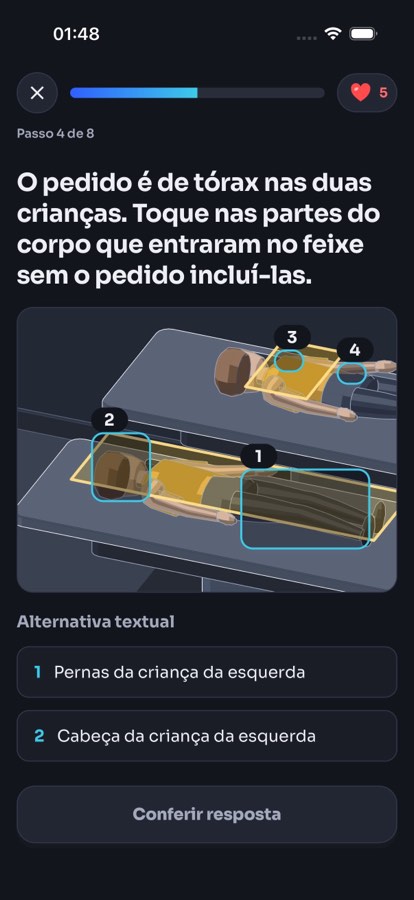 01:48
5
Passo 4 de 8
O pedido é de tórax nas duas
crianças. Toque nas partes do
corpo que entraram no feixe
sem o pedido incluí-las.
3
4
2
1
Alternativa textual
1 Pernas da criança da esquerda
2 Cabeça da criança da esquerda
Conferir resposta